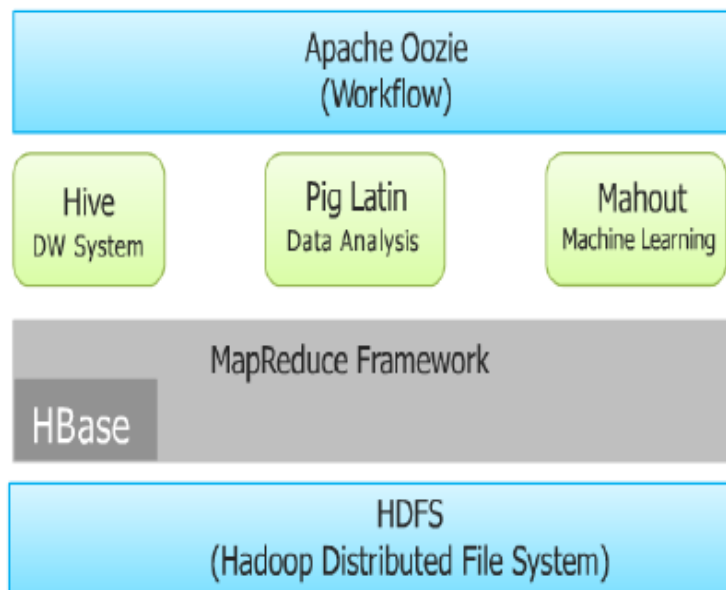 Apache Oozie
(Workflow)
Hive
DW System
Pig Latin
Data Analysis
Mahout
Machine Learning
MapReduce Framework
HBase
HDFS
(Hadoop Distributed File System)